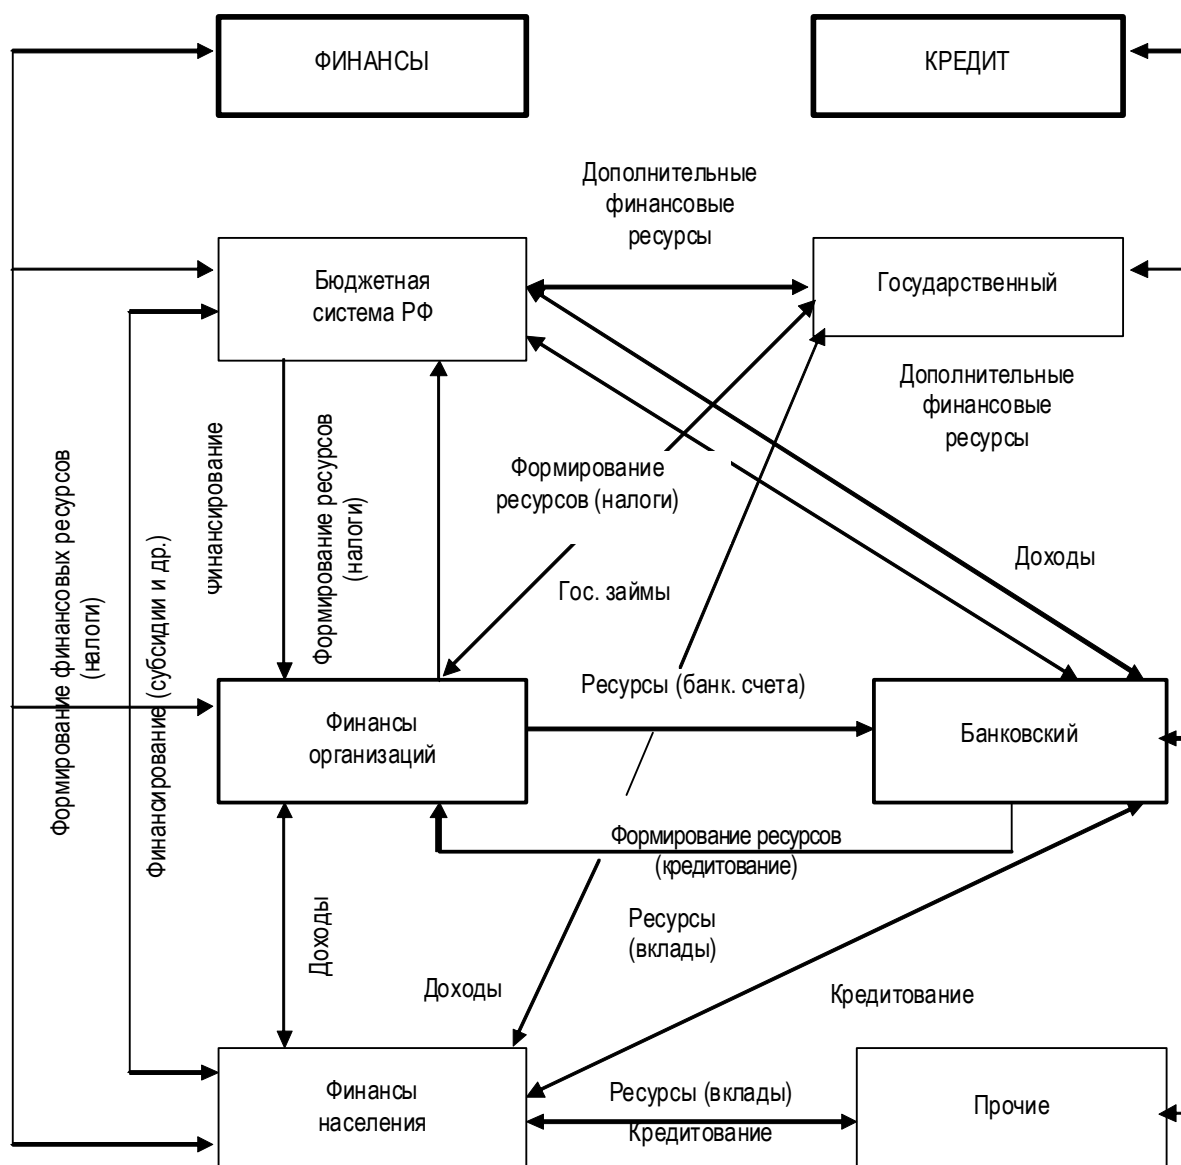 ФИНАНСЫ
КРЕДИТ
Дополнительные
финансовые
ресурсы
Бюджетная
система РФ
Государственный
Дополнительные
финансовые
ресурсы
Формирование финансовых ресурсов
(налоги)
Финансирование (субсидии и др.)
Финансирование
Формирование ресурсов
(налоги)
Формирование
ресурсов (налоги)
Доходы
Гос. займы
Ресурсы (банк. счета)
Финансы
организаций
Банковский
Формирование ресурсов
(кредитование)
Доходы
Ресурсы
(вклады)
Доходы
Кредитование
Финансы
населения
Ресурсы (вклады)
Кредитование
Прочие